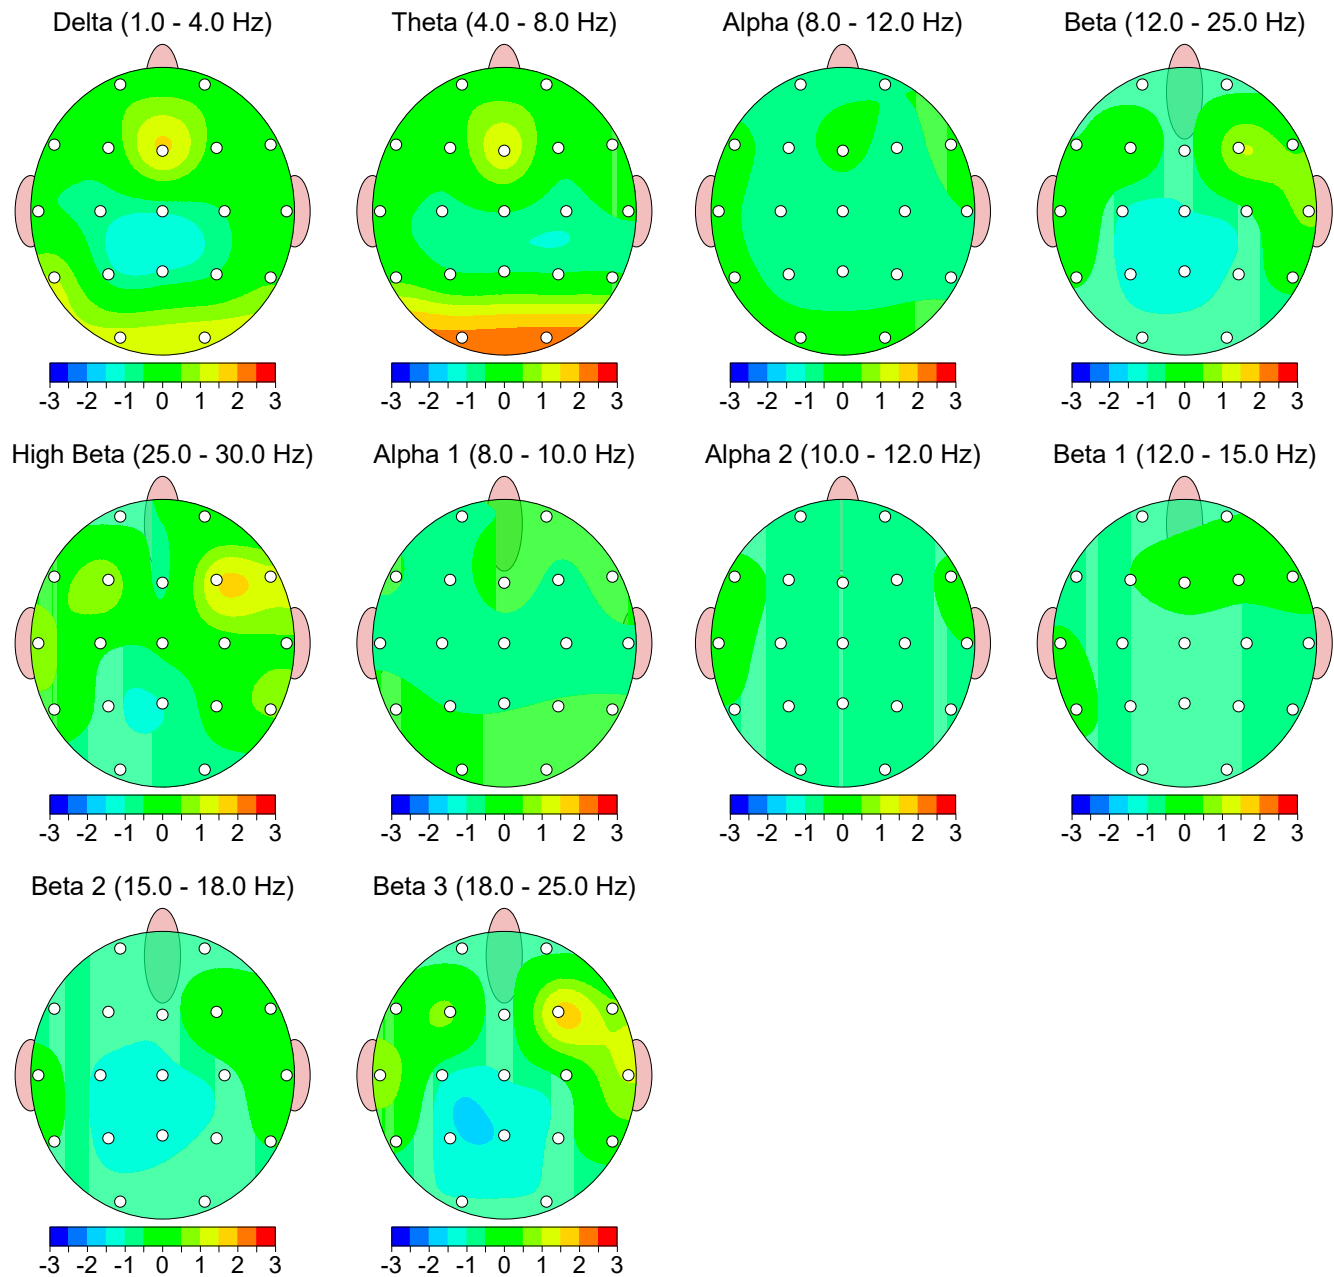 Delta (1.0 - 4.0 Hz)
Theta (4.0 - 8.0 Hz)
Alpha (8.0 - 12.0 Hz)
Beta (12.0 - 25.0 Hz)
-3 -2 -1 0 1 2 3
-3 -2 -1 0 1 2 3
-3 -2 -1 0 1 2 3
-3 -2 -1 0 1 2 3
High Beta (25.0 - 30.0 Hz)
Alpha 1 (8.0 - 10.0 Hz)
Alpha 2 (10.0 - 12.0 Hz)
Beta 1 (12.0 - 15.0 Hz)
-3 -2 -1 0 1 2 3
-3 -2 -1 0 1 2 3
-3 -2 -1 0 1 2 3
-3 -2 -1 0 1 2 3
Beta 2 (15.0 - 18.0 Hz)
Beta 3 (18.0 - 25.0 Hz)
-3 -2 -1 0 1 2 3
-3 -2 -1 0 1 2 3